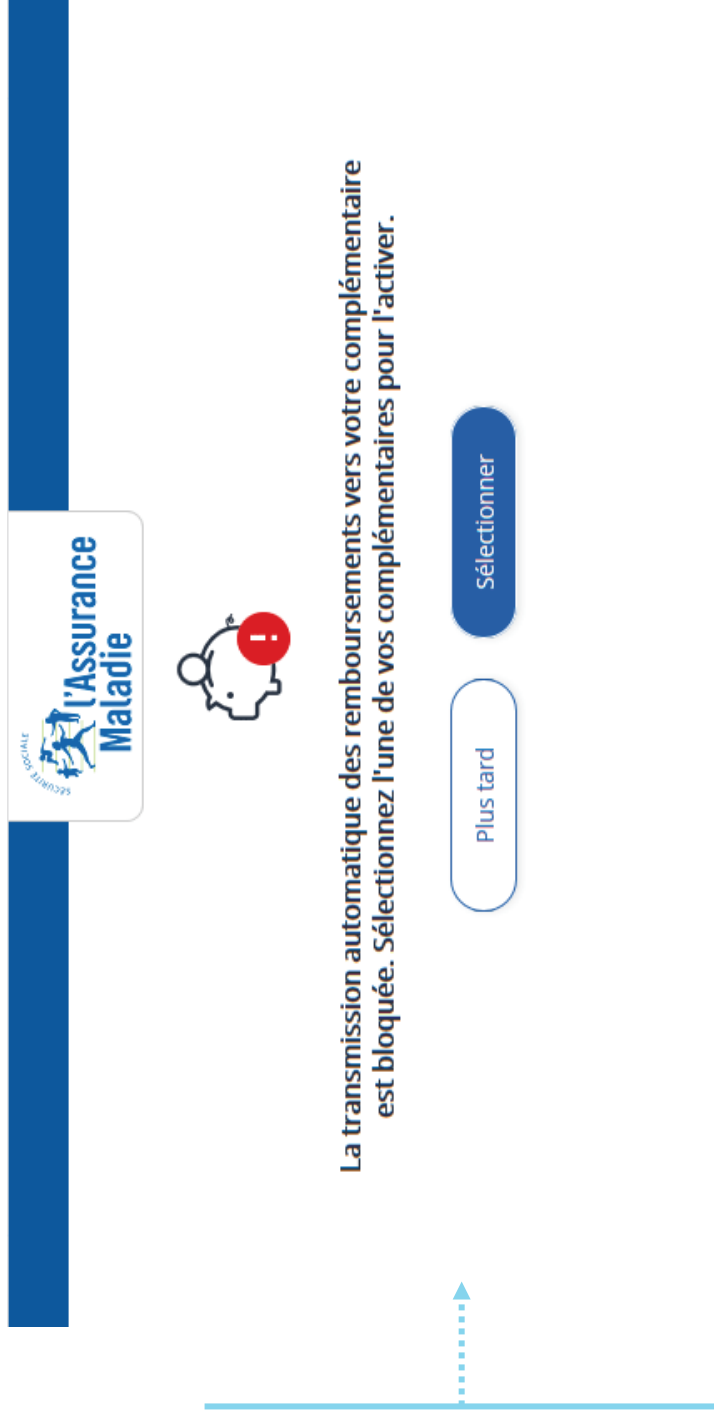 SÉCURITÉ SOCIALE
l'Assurance
Maladie
La transmission automatique des remboursements vers votre complémentaire
est bloquée. Sélectionnez l'une de vos complémentaires pour l'activer.
Plus tard
Sélectionner